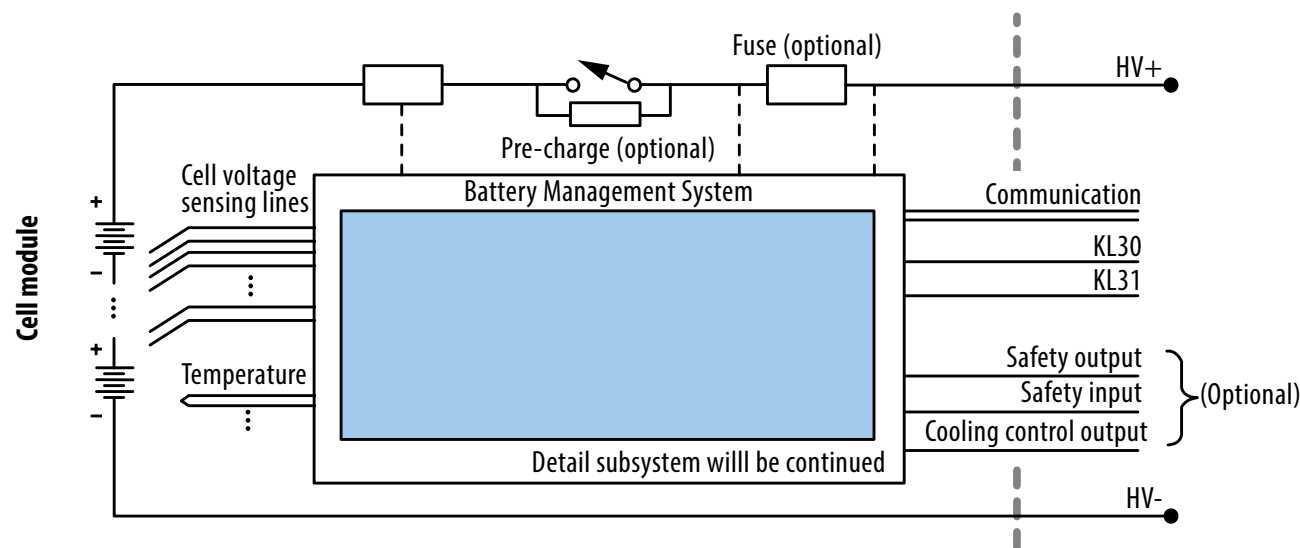 Fuse (optional)
HV+
Pre-charge (optional)
Cell voltage
sensing lines
Battery Management System
Communication
KL30
KL31
Cell module
+
−
+
−
Temperature
Safety output
Safety input
(Optional)
Cooling control output
Detail subsystem willl be continued
HV-